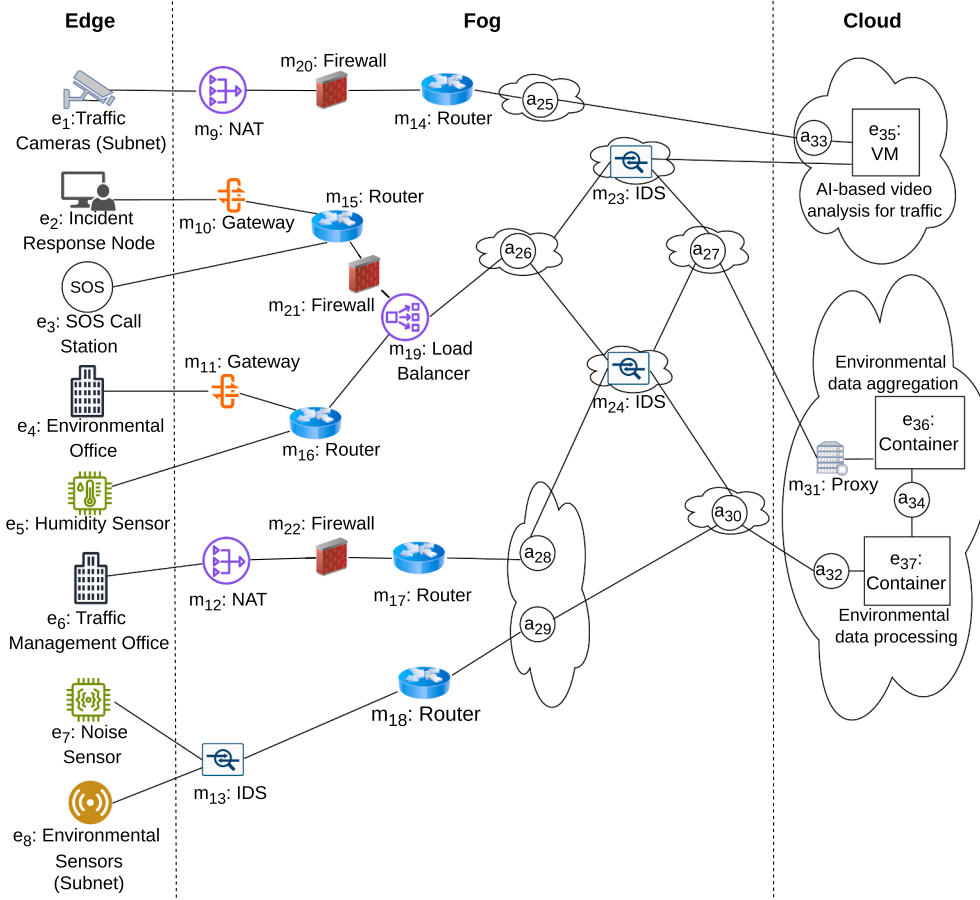 Edge
Fog
Cloud
m20: Firewall
e1:Traffic
Cameras (Subnet)
m9: NAT
m14: Router
a25
a33
e35:
VM
AI-based video
analysis for traffic
e2: Incident
Response Node
m10: Gateway
m15: Router
m23: IDS
SOS
e3: SOS Call
Station
m21: Firewall
m19: Load
Balancer
a26
a27
m11: Gateway
e4: Environmental
Office
m16: Router
m24: IDS
Environmental
data aggregation
e36:
Container
m31: Proxy
a34
e5: Humidity Sensor
m22: Firewall
e6: Traffic
Management Office
m12: NAT
m17: Router
a28
a30
a32
e37:
Container
Environmental
data processing
a29
e7: Noise
Sensor
m18: Router
m13: IDS
e8: Environmental
Sensors
(Subnet)